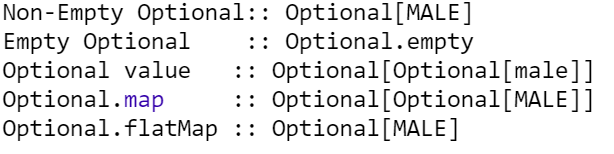 Non-Empty Optional:: Optional[MALE]
Empty Optional    :: Optional.empty
Optional value   :: Optional[Optional[male]]
Optional.map     :: Optional[Optional[MALE]]
Optional.flatMap :: Optional[MALE]